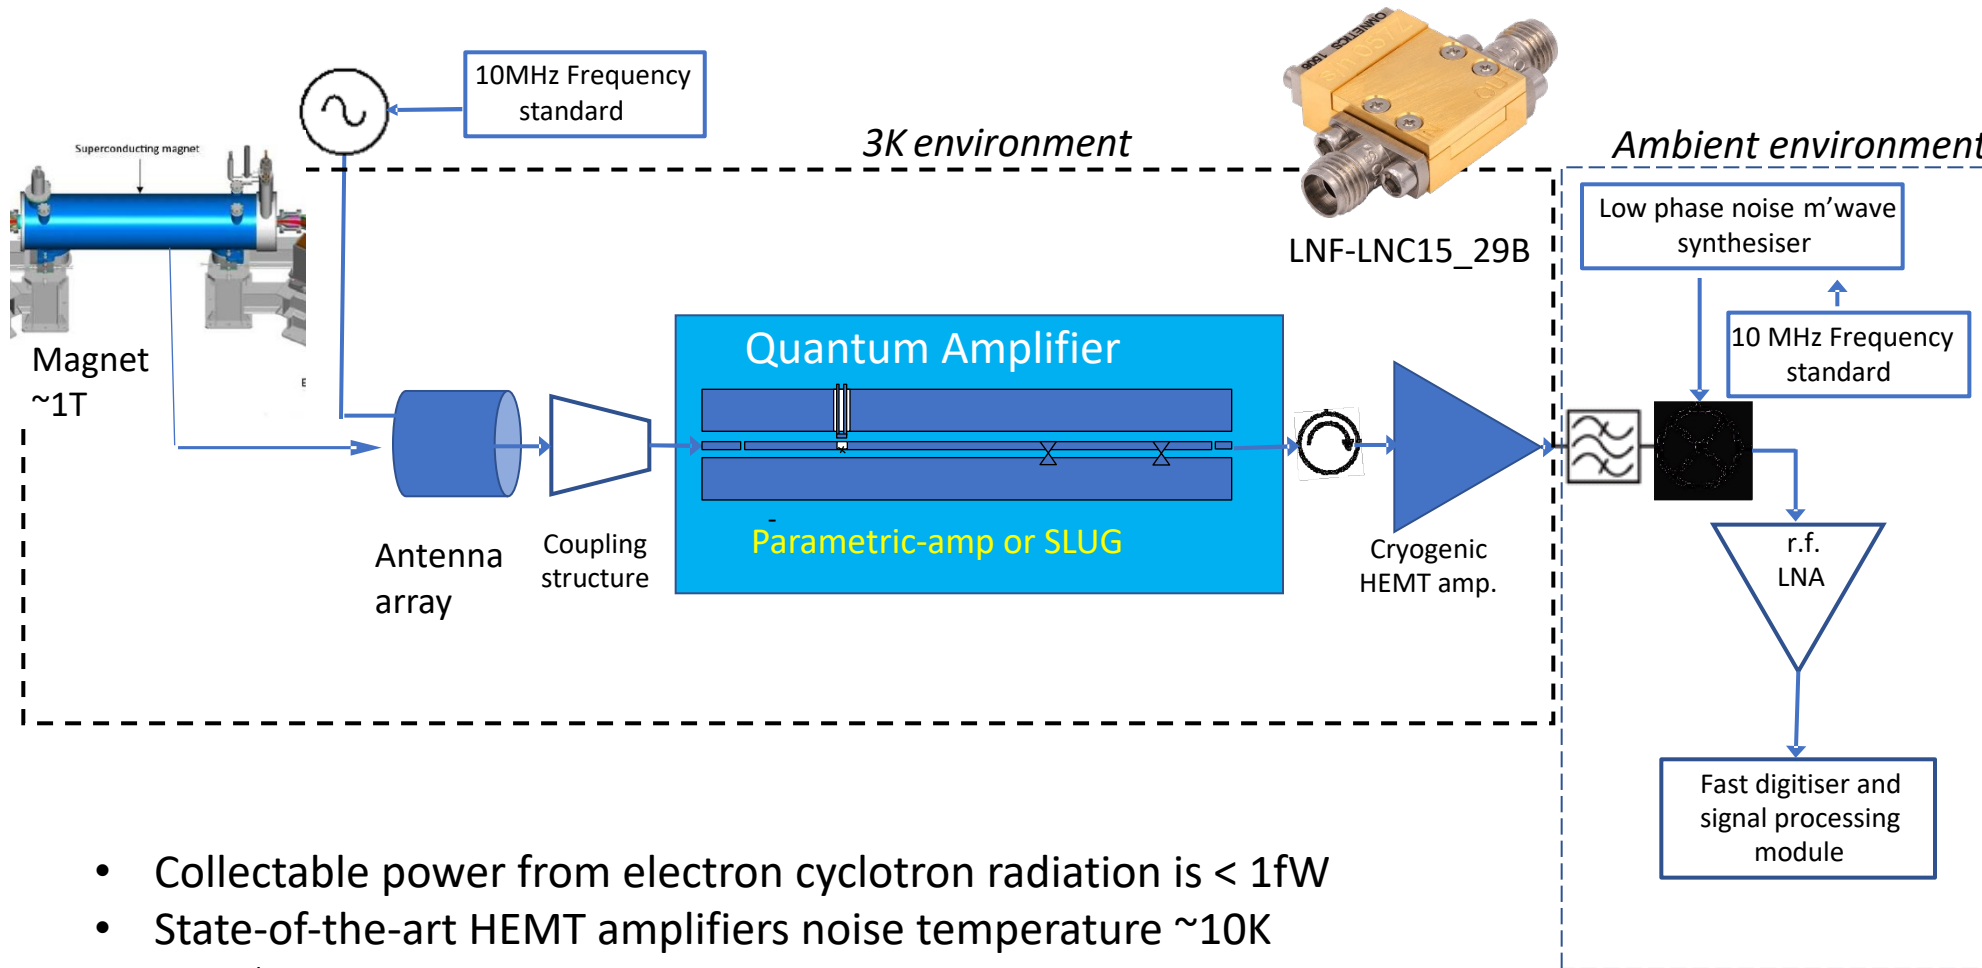 10MHz Frequency
standard
3K environment
Ambient environment
Superconducting magnet
OMNETICS 1606
LNF-LNC15_29B
Low phase noise m'wave
synthesiser
10 MHz Frequency
standard
Magnet
~1T
Quantum Amplifier
Parametric-amp or SLUG
Antenna
array
Coupling
structure
Cryogenic
HEMT amp.
r.f.
LNA
Fast digitiser and
signal processing
module
• Collectable power from electron cyclotron radiation is < 1fW
• State-of-the-art HEMT amplifiers noise temperature ~10K